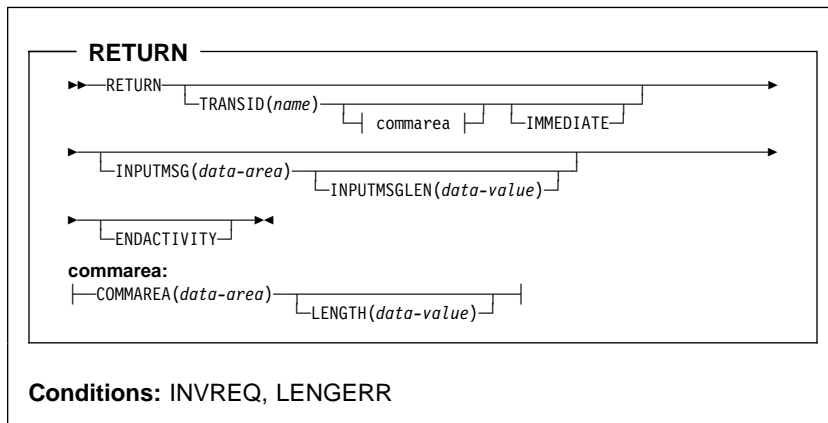 RETURN
RETURN
TRANSID(name) commarea IMMEDIATE
INPUTMSG(data-area)
INPUTMSGLEN(data-value)
ENDACTIVITY
commarea:
COMMAREA(data-area)
LENGTH(data-value)
Conditions: INVREQ, LENGERR